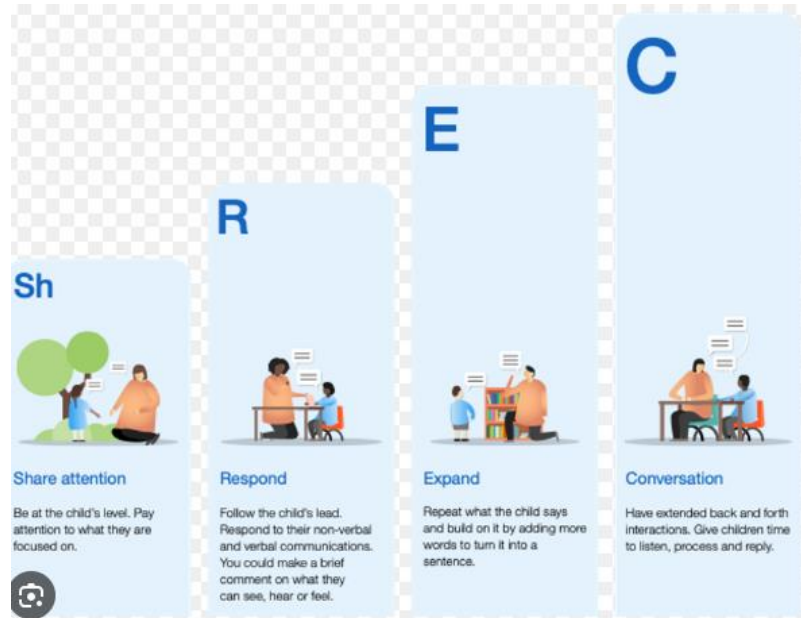 Sh
Share attention
Be at the child's level. Pay
attention to what they are
focused on.
R
Respond
Follow the child's lead.
Respond to their non-verbal
and verbal communications.
You could make a brief
comment on what they
can see, hear or feel.
E
Expand
Repeat what the child says
and build on it by adding more
words to turn it into a
sentence.
C
Conversation
Have extended back and forth
interactions. Give children time
to listen, process and reply.